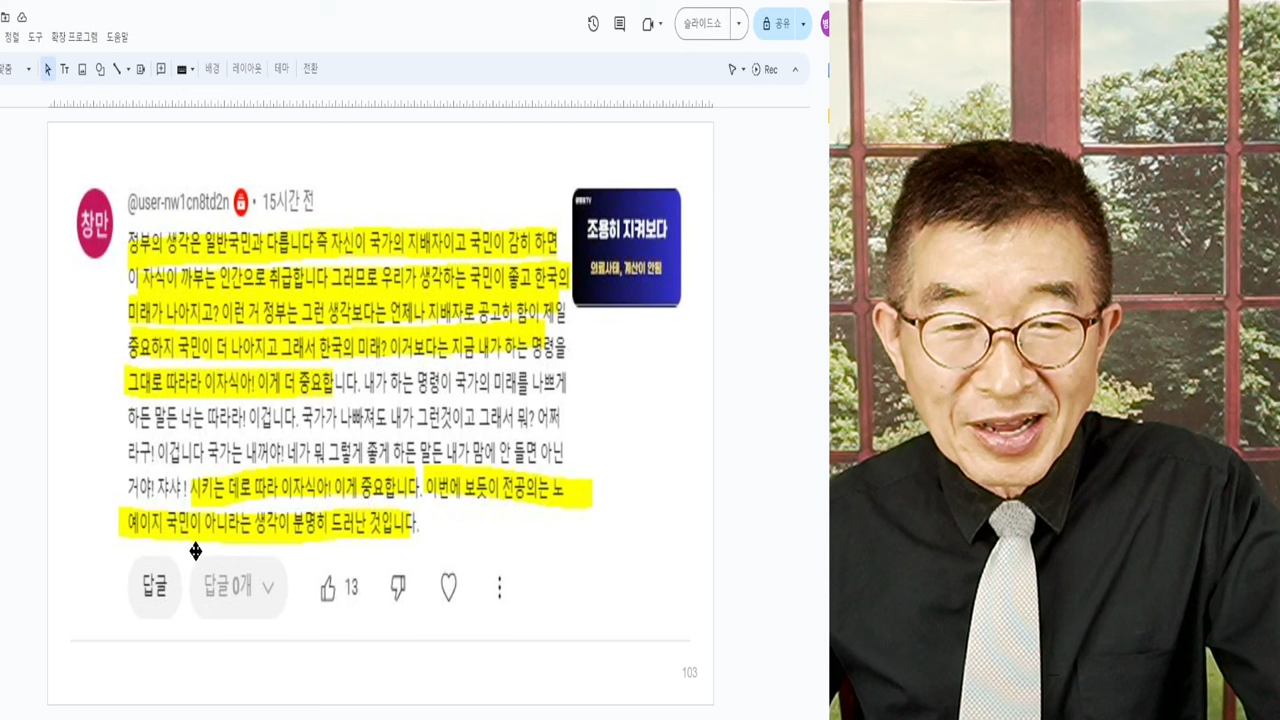 정렬 도구 확장 프로그램 도움말
슬라이드쇼
공유
맞춤
Tт
배경 레이아웃 테마 전환
Rec
창만
@user-nw1cn8td2n · 15시간 전
정부의 생각은 일반국민과 다릅니다 즉 자신이 국가의 지배자이고 국민이 감히 하면
이 자식이 까부는 인간으로 취급합니다 그러므로 우리가 생각하는 국민이 좋고 한국의
미래가 나아지고? 이런 거 정부는 그런 생각보다는 언제나 지배자로 공고히 함이 제일
중요하지 국민이 더 나아지고 그래서 한국의 미래? 이거보다는 지금 내가 하는 명령을
그대로 따라라 이자식아! 이게 더 중요합니다. 내가 하는 명령이 국가의 미래를 나쁘게
하든 말든 너는 따라라! 이겁니다. 국가가 나빠져도 내가 그런것이고 그래서 뭐? 어쩌
라구! 이겁니다 국가는 내꺼야! 네가 뭐 그렇게 좋게 하든 말든 내가 맘에 안 들면 아닌
거야! 쟈샤 ! 시키는 데로 따라 이자식아! 이게 중요합니다. 이번에 보듯이 전공의는 노
예이지 국민이 아니라는 생각이 분명히 드러난 것입니다.
조용히 지켜보다
의료사태, 계산이 안됨
답글
답글 0개
13
103